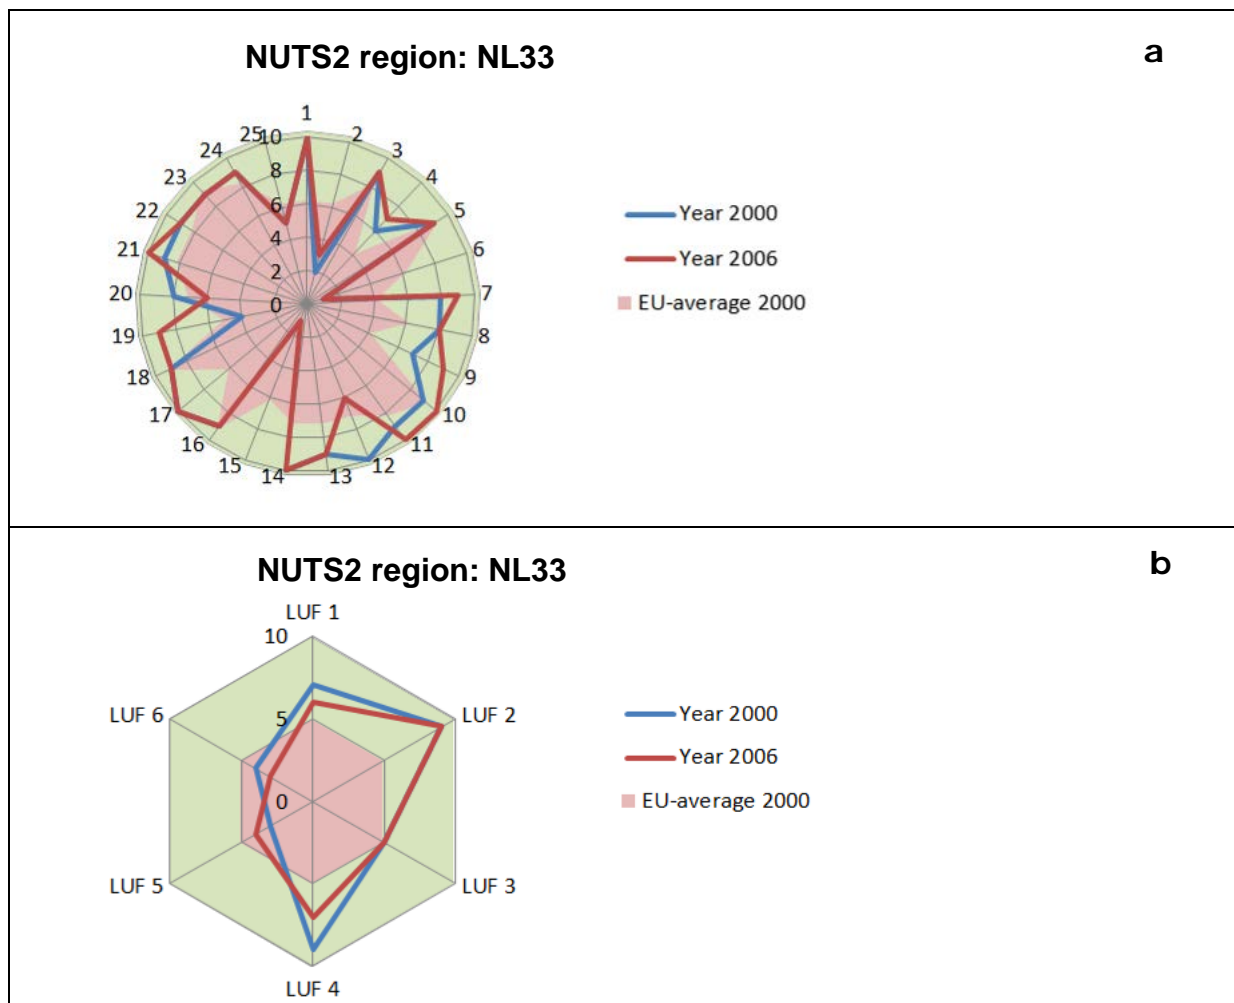 NUTS2 region: NL33
a
1
2
3
4
5
6
7
8
9
10
11
12
13
14
15
16
17
18
19
20
21
22
23
24
25
10
8
6
4
2
0
Year 2000
Year 2006
EU-average 2000
NUTS2 region: NL33
b
LUF 1
LUF 2
LUF 3
LUF 4
LUF 5
LUF 6
10
5
0
Year 2000
Year 2006
EU-average 2000